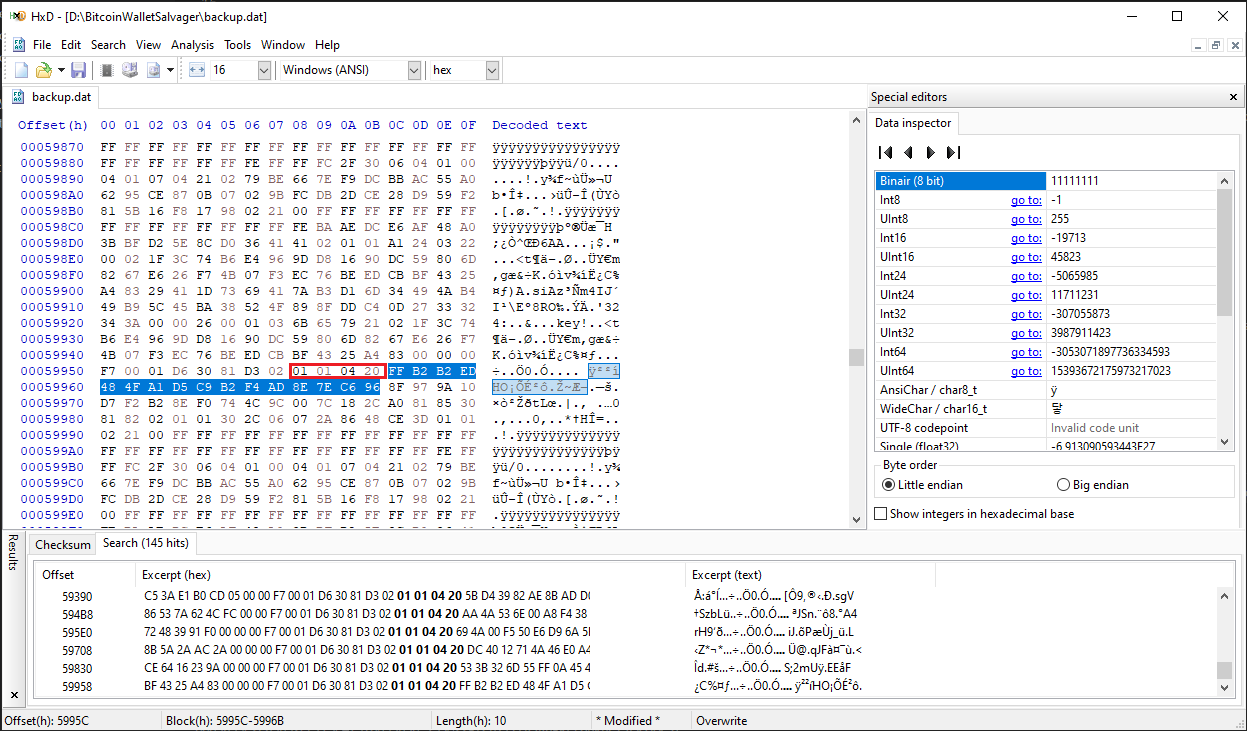 HxD - [D:\BitcoinWalletSalvager\backup.dat]
File Edit Search View Analysis Tools Window Help
16 Windows (ANSI) hex
backup.dat
Offset(h) 00 01 02 03 04 05 06 07 08 09 0A 0B 0C 0D 0E 0F Decoded text
00059870 FF FF FF FF FF FF FF FF FF FF FF FF FF FF FF FF ÿÿÿÿÿÿÿÿÿÿÿÿÿÿÿÿ
00059880 FF FF FF FF FF FF FE FF FF FC 2F 30 06 04 01 00 ÿÿÿÿÿÿþÿÿü/0....
00059890 04 01 07 04 21 02 79 BE 66 7E F9 DC BB AC 55 A0 ....!.y¾f~ùÜ»¬U
000598A0 62 95 CE 87 0B 07 02 9B FC DB 2D CE 28 D9 59 F2 b•Î‡...›üÛ-Î(ÙYò
000598B0 81 5B 16 F8 17 98 02 21 00 FF FF FF FF FF FF FF .[.ø.˜.!.ÿÿÿÿÿÿÿ
000598C0 FF FF FF FF FF FF FF FF FE BA AE DC E6 AF 48 A0 ÿÿÿÿÿÿÿÿþº®Üæ¯H
000598D0 3B BF D2 5E 8C D0 36 41 41 02 01 01 A1 24 03 22 ;¿Ò^ŒÐ6AA...¡$."
000598E0 00 02 1F 3C 74 B6 E4 96 9D D8 16 90 DC 59 80 6D ...<t¶ä–.Ø..ÜY€m
000598F0 82 67 E6 26 F7 4B 07 F3 EC 76 BE ED CB BF 43 25 ‚gæ&÷K.óìv¾íË¿C%
00059900 A4 83 29 41 1D 73 69 41 7A B3 D1 6D 34 49 4A B4 ¤ƒ)A.siAz³Ñm4IJ´
00059910 49 B9 5C 45 BA 38 52 4F 89 8F DD C4 0D 27 33 32 I¹\Eº8RO‰.ÝÄ.'32
00059920 34 3A 00 00 26 00 01 03 6B 65 79 21 02 1F 3C 74 4:..&...key!..<t
00059930 B6 E4 96 9D D8 16 90 DC 59 80 6D 82 67 E6 26 F7 ¶ä–.Ø..ÜY€m‚gæ&÷
00059940 4B 07 F3 EC 76 BE ED CB BF 43 25 A4 83 00 00 00 K.óìv¾íË¿C%¤ƒ...
00059950 F7 00 01 D6 30 81 D3 02 01 01 04 20 FF B2 B2 ED ÷..Ö0.Ó.... ÿ²²í
00059960 48 4F A1 D5 C9 B2 F4 AD 8E 7E C6 96 8F 97 9A 10 HO¡ÕÉ²ô.Ž~Æ–.—š.
00059970 D7 F2 B2 8E F0 74 4C 9C 00 7C 18 2C A0 81 85 30 ×ò²ŽðtLœ.|., .…0
00059980 81 82 02 01 01 30 2C 06 07 2A 86 48 CE 3D 01 01 .‚...0,..*†HÎ=..
00059990 02 21 00 FF FF FF FF FF FF FF FF FF FF FF FF FF .!.ÿÿÿÿÿÿÿÿÿÿÿÿÿ
000599A0 FF FF FF FF FF FF FF FF FF FF FF FF FF FF FE FF ÿÿÿÿÿÿÿÿÿÿÿÿÿÿþÿ
000599B0 FF FC 2F 30 06 04 01 00 04 01 07 04 21 02 79 BE ÿü/0........!.y¾
000599C0 66 7E F9 DC BB AC 55 A0 62 95 CE 87 0B 07 02 9B f~ùÜ»¬U b•Î‡...›
000599D0 FC DB 2D CE 28 D9 59 F2 81 5B 16 F8 17 98 02 21 üÛ-Î(ÙYò.[.ø.˜.!
000599E0 00 FF FF FF FF FF FF FF FF FF FF FF FF FF FF FF .ÿÿÿÿÿÿÿÿÿÿÿÿÿÿÿ
Special editors
Data inspector
Binair (8 bit) 11111111
Int8 go to: -1
UInt8 go to: 255
Int16 go to: -19713
UInt16 go to: 45823
Int24 go to: -5065985
UInt24 go to: 11711231
Int32 go to: -307055873
UInt32 go to: 3987911423
Int64 go to: -3053701897736334593
UInt64 go to: 15393672175973217023
AnsiChar / char8_t ÿ
WideChar / char16_t 닿
UTF-8 codepoint Invalid code unit
Single (float32) -6.913090593443E27
Byte order
Little endian Big endian
Show integers in hexadecimal base
Results
Checksum Search (145 hits)
Offset Excerpt (hex) Excerpt (text)
59390 C5 3A E1 B0 CD 05 00 00 F7 00 01 D6 30 81 D3 02 01 01 04 20 5B D4 39 82 AE 8B AD D0 Å:á°Í...÷..Ö0.Ó.... [Ô9‚®‹.Ð.sgV
594B8 86 53 7A 62 4C FC 00 00 F7 00 01 D6 30 81 D3 02 01 01 04 20 AA 4A 53 6E 00 A8 F4 38 †SzbLü..÷..Ö0.Ó.... ªJSn.¨ô8.°A4
595E0 72 48 39 91 F0 00 00 00 F7 00 01 D6 30 81 D3 02 01 01 04 20 69 4A 00 F5 50 E6 D9 6A rH9‘ð...÷..Ö0.Ó.... iJ.õPæÙj_ü.L
59708 8B 5A 2A AC 2A 00 00 00 F7 00 01 D6 30 81 D3 02 01 01 04 20 DC 40 12 71 4A 46 E0 A4 ‹Z*¬*...÷..Ö0.Ó.... Ü@.qJFà¤¯ù.<
59830 CE 64 16 23 9A 00 00 00 F7 00 01 D6 30 81 D3 02 01 01 04 20 53 3B 32 6D 55 FF 0A 45 Îd.#š...÷..Ö0.Ó.... S;2mUÿ.EEåF
59958 BF 43 25 A4 83 00 00 00 F7 00 01 D6 30 81 D3 02 01 01 04 20 FF B2 B2 ED 48 4F A1 D5 ¿C%¤ƒ...÷..Ö0.Ó.... ÿ²²íHO¡ÕÉ²ô.
Offset(h): 5995C Block(h): 5995C-5996B Length(h): 10 * Modified * Overwrite